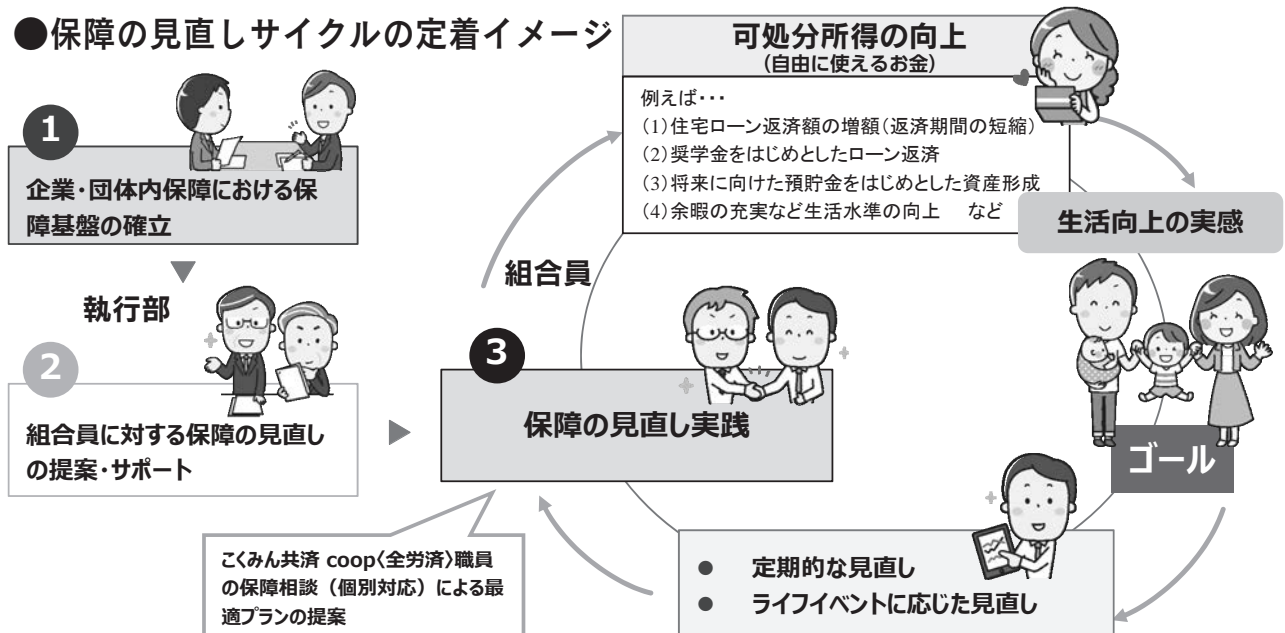 ●保障の見直しサイクルの定着イメージ
1
企業・団体内保障における保
障基盤の確立
執行部
2
組合員に対する保障の見直し
の提案・サポート
組合員
3
保障の見直し実践
こくみん共済 coop〈全労済〉職員
の保障相談（個別対応）による最
適プランの提案
可処分所得の向上
（自由に使えるお金）
例えば・・・
(1)住宅ローン返済額の増額（返済期間の短縮）
(2)奨学金をはじめとしたローン返済
(3)将来に向けた預貯金をはじめとした資産形成
(4)余暇の充実など生活水準の向上　など
生活向上の実感
ゴール
● 定期的な見直し
● ライフイベントに応じた見直し